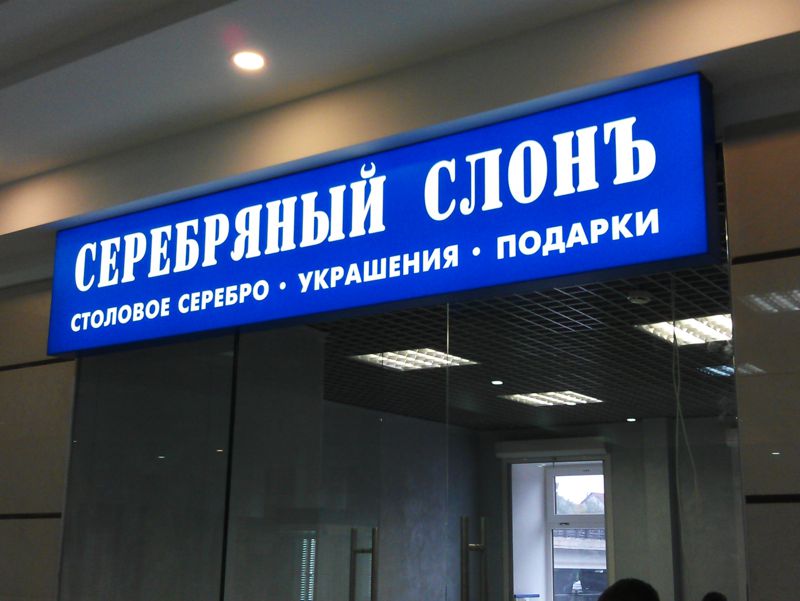 СЕРЕБРЯНЫЙ СЛОНЪ
СТОЛОВОЕ СЕРЕБРО · УКРАШЕНИЯ · ПОДАРКИ